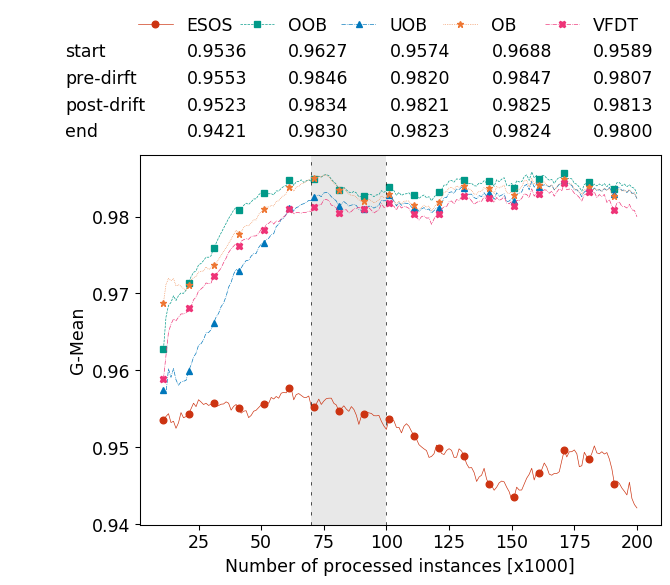 ESOS OOB UOB OB VFDT
start 0.9536 0.9627 0.9574 0.9688 0.9589
pre-dirft 0.9553 0.9846 0.9820 0.9847 0.9807
post-drift 0.9523 0.9834 0.9821 0.9825 0.9813
end 0.9421 0.9830 0.9823 0.9824 0.9800
0.98
0.97
0.96
0.95
0.94
G-Mean
25 50 75 100 125 150 175 200
Number of processed instances [x1000]